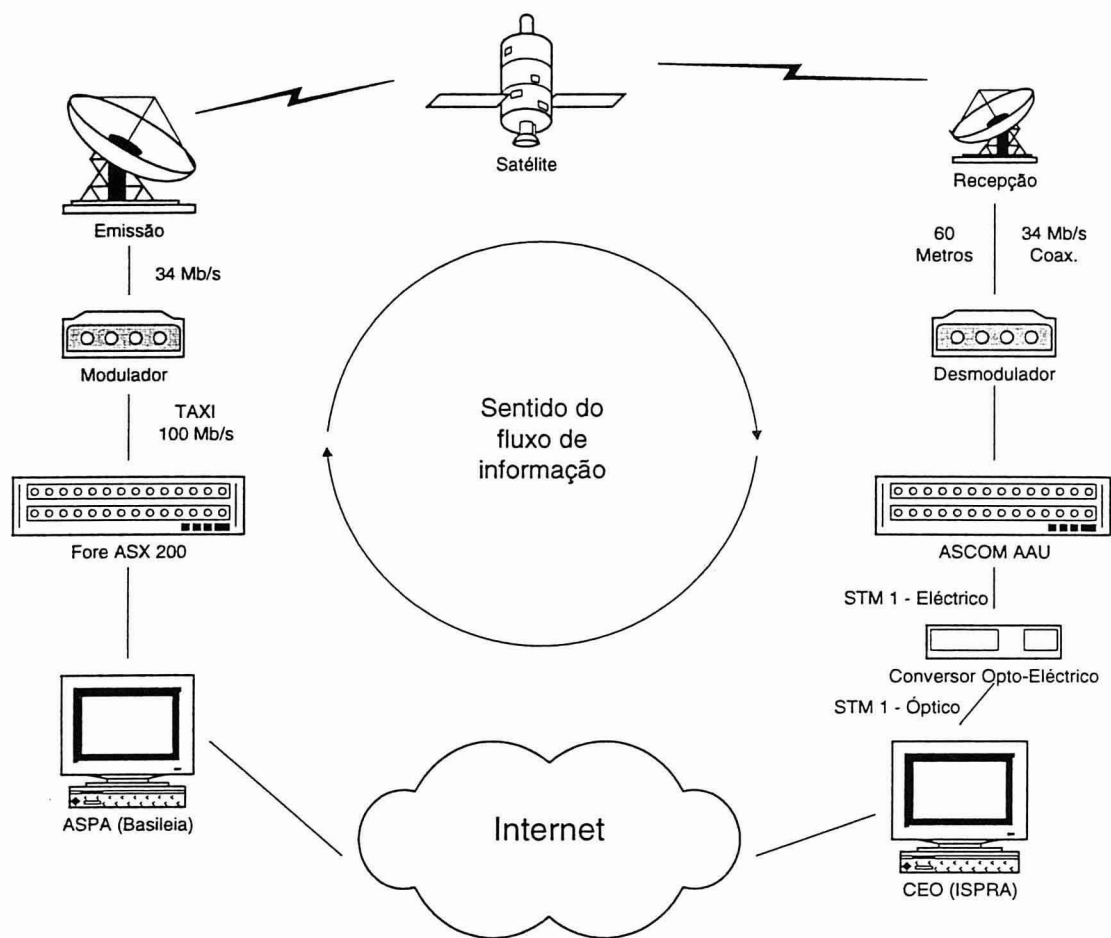 Satélite
Emissão
Recepção
34 Mb/s
60
Metros
34 Mb/s
Coax.
Modulador
Desmodulador
TAXI
100 Mb/s
Sentido do
fluxo de
informação
Fore ASX 200
ASCOM AAU
STM 1 - Eléctrico
Conversor Opto-Eléctrico
STM 1 - Óptico
ASPA (Basileia)
Internet
CEO (ISPRA)